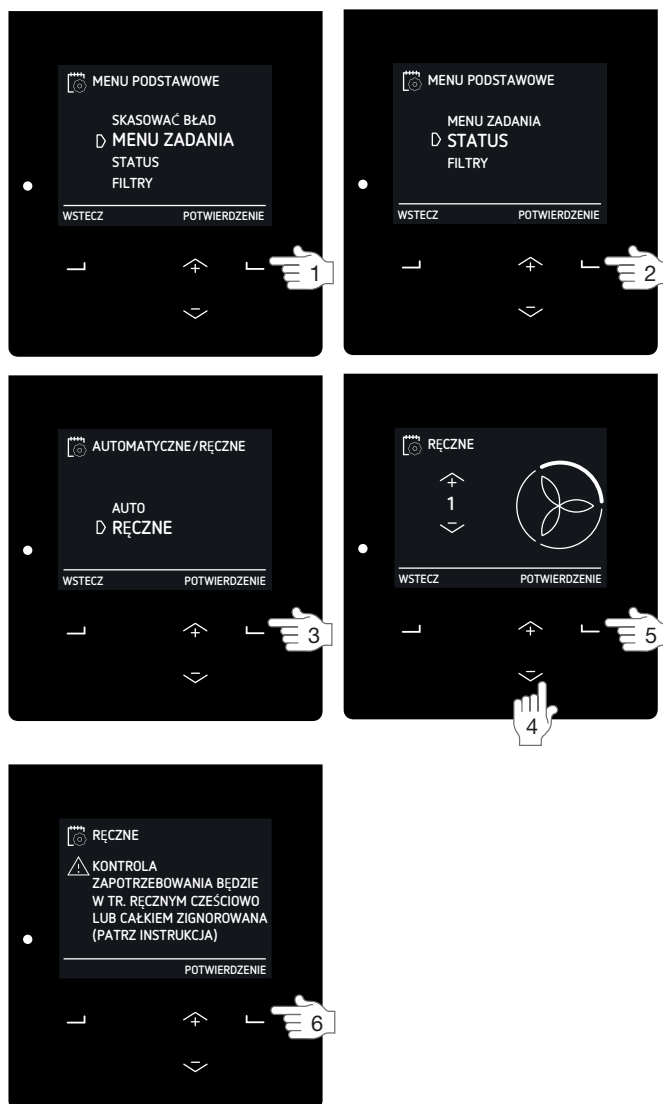 MENU PODSTAWOWE
SKASOWAĆ BŁAD
MENU ZADANIA
STATUS
FILTRY
WSTECZ POTWIERDZENIE
+
1
-
MENU PODSTAWOWE
MENU ZADANIA
STATUS
FILTRY
WSTECZ POTWIERDZENIE
+
2
-
AUTOMATYCZNE/RĘCZNE
AUTO
RĘCZNE
WSTECZ POTWIERDZENIE
+
3
-
RĘCZNE
+
1
-
WSTECZ POTWIERDZENIE
+
5
-
4
RĘCZNE
KONTROLA
ZAPOTRZEBOWANIA BĘDZIE
W TR. RĘCZNYM CZEŚCIOWO
LUB CAŁKIEM ZIGNOROWANA
(PATRZ INSTRUKCJA)
POTWIERDZENIE
+
6
-